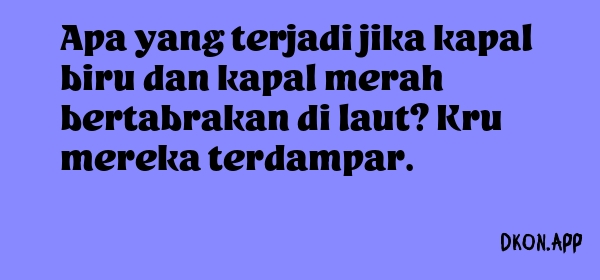 Apa yang terjadi jika kapal
biru dan kapal merah
bertabrakan di laut? Kru
mereka terdampar.
DKON.APP